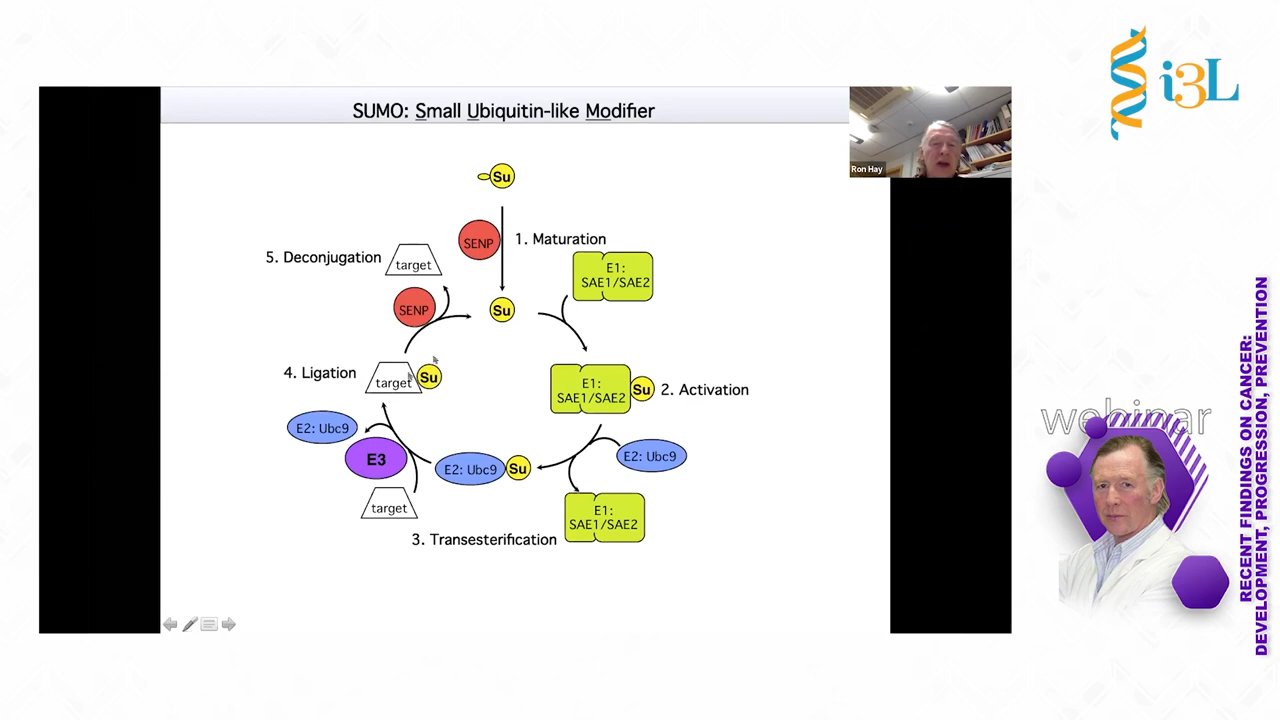 SUMO: Small Ubiquitin-like Modifier
i3L
Ron Hay
Su
SENP
1. Maturation
5. Deconjugation
target
E1:
SAE1/SAE2
SENP
Su
4. Ligation
target
Su
E1:
SAE1/SAE2
Su
2. Activation
E2: Ubc9
E3
E2: Ubc9
Su
E2: Ubc9
target
E1:
SAE1/SAE2
3. Transesterification
webinar
RECENT FINDINGS ON CANCER:
DEVELOPMENT, PROGRESSION, PREVENTION